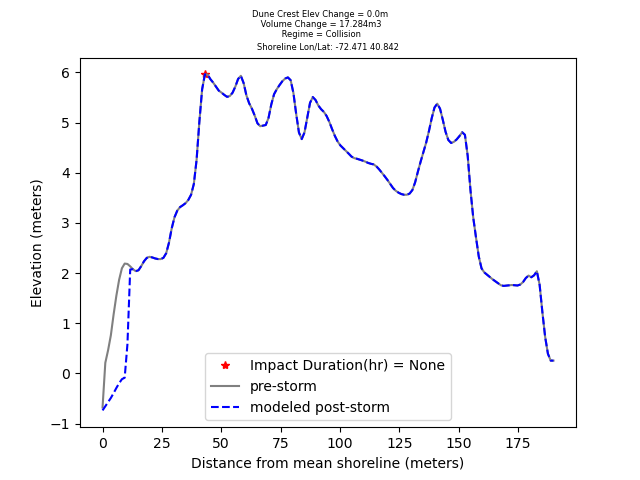 Dune Crest Elev Change = 0.0m
Volume Change = 17.284m3
Regime = Collision
Shoreline Lon/Lat: -72.471 40.842
6
5
4
3
2
1
0
−1
Elevation (meters)
Impact Duration(hr) = None
pre-storm
modeled post-storm
0 25 50 75 100 125 150 175
Distance from mean shoreline (meters)